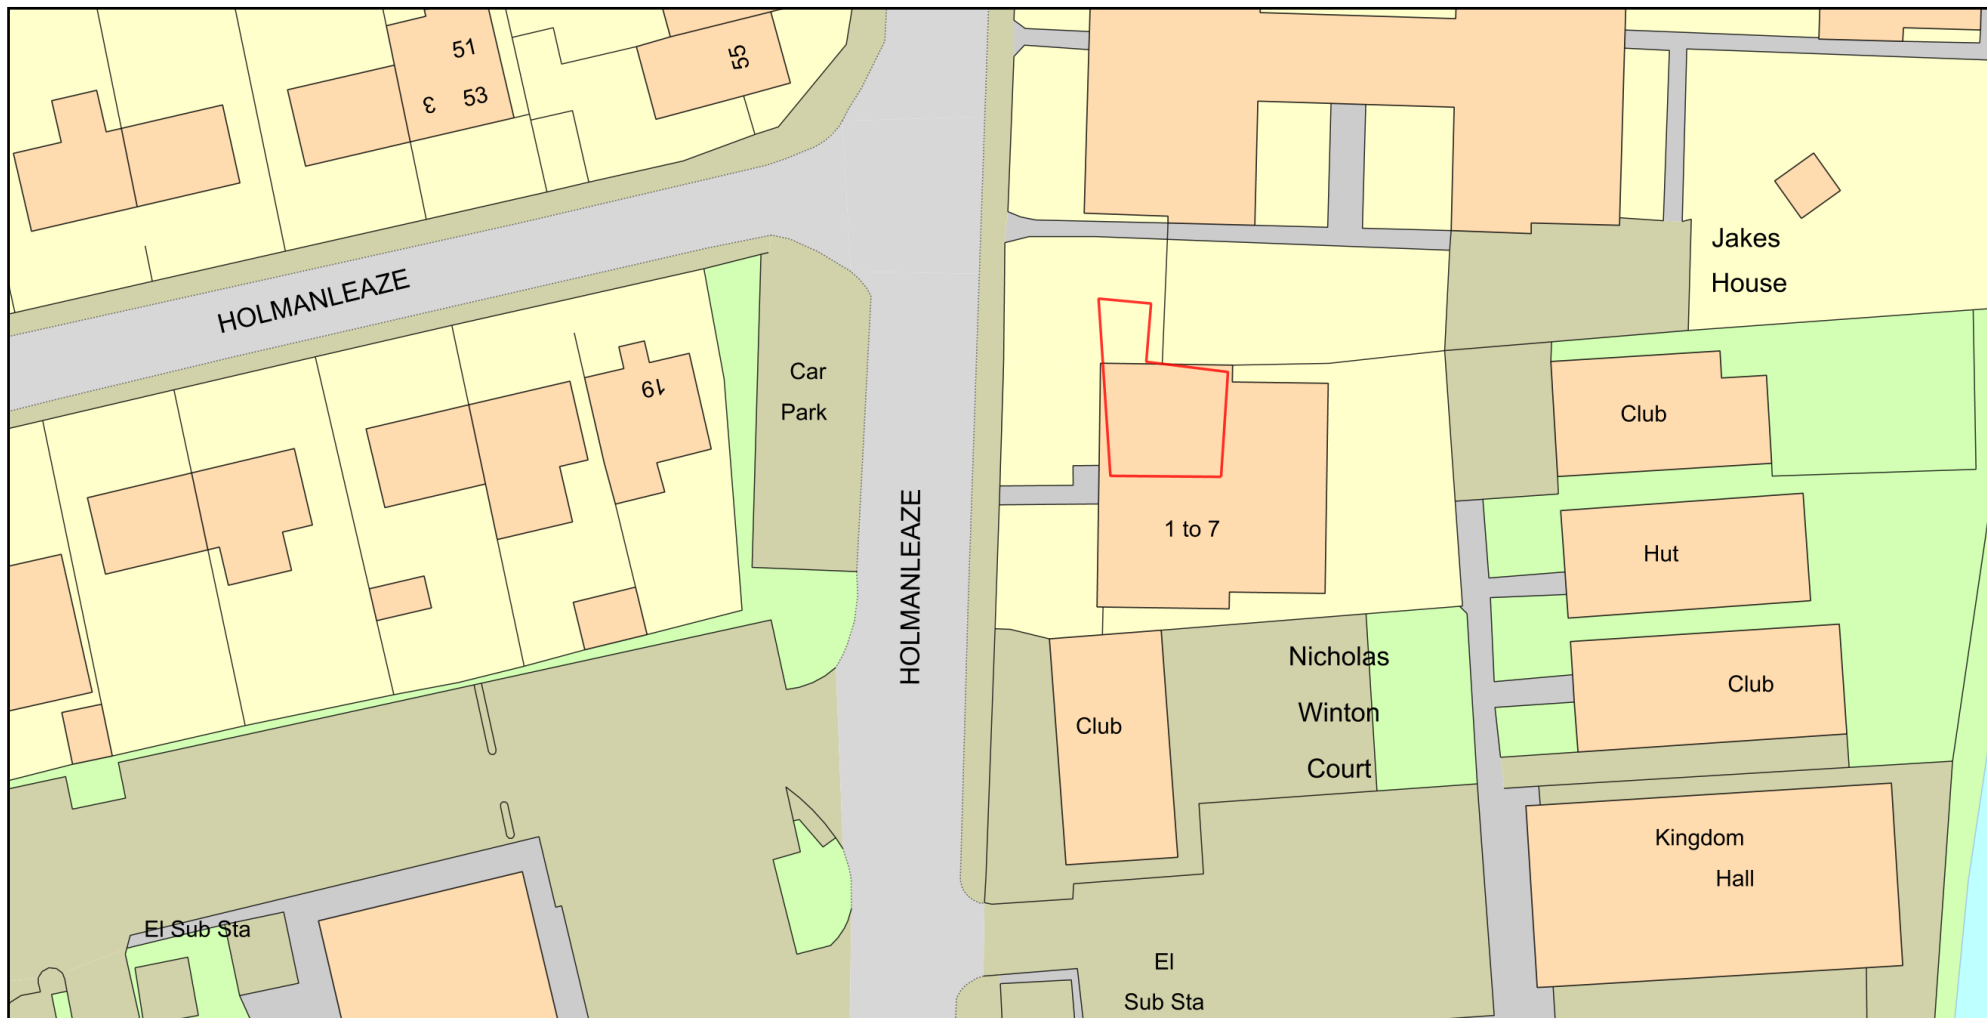 51
53
3
55
Jakes
House
HOLMANLEAZE
Car
Park
19
Club
HOLMANLEAZE
1 to 7
Hut
Nicholas
Winton
Court
Club
Club
Kingdom
Hall
El Sub Sta
El
Sub Sta